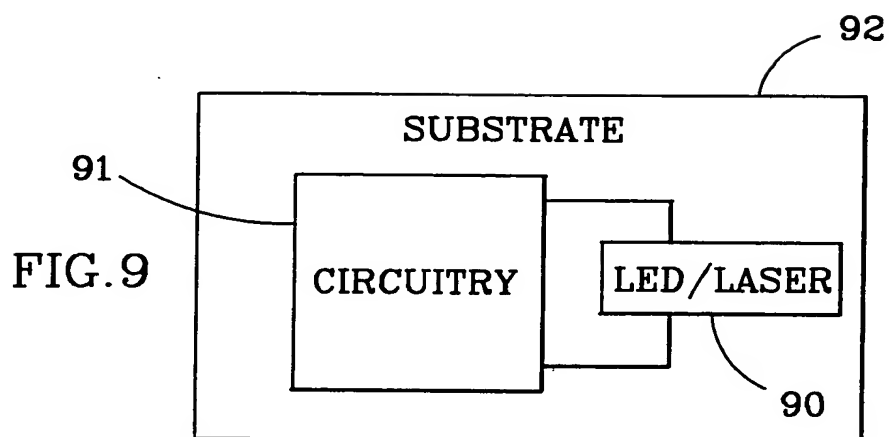 92
SUBSTRATE
91
CIRCUITRY
LED/LASER
FIG.9
90